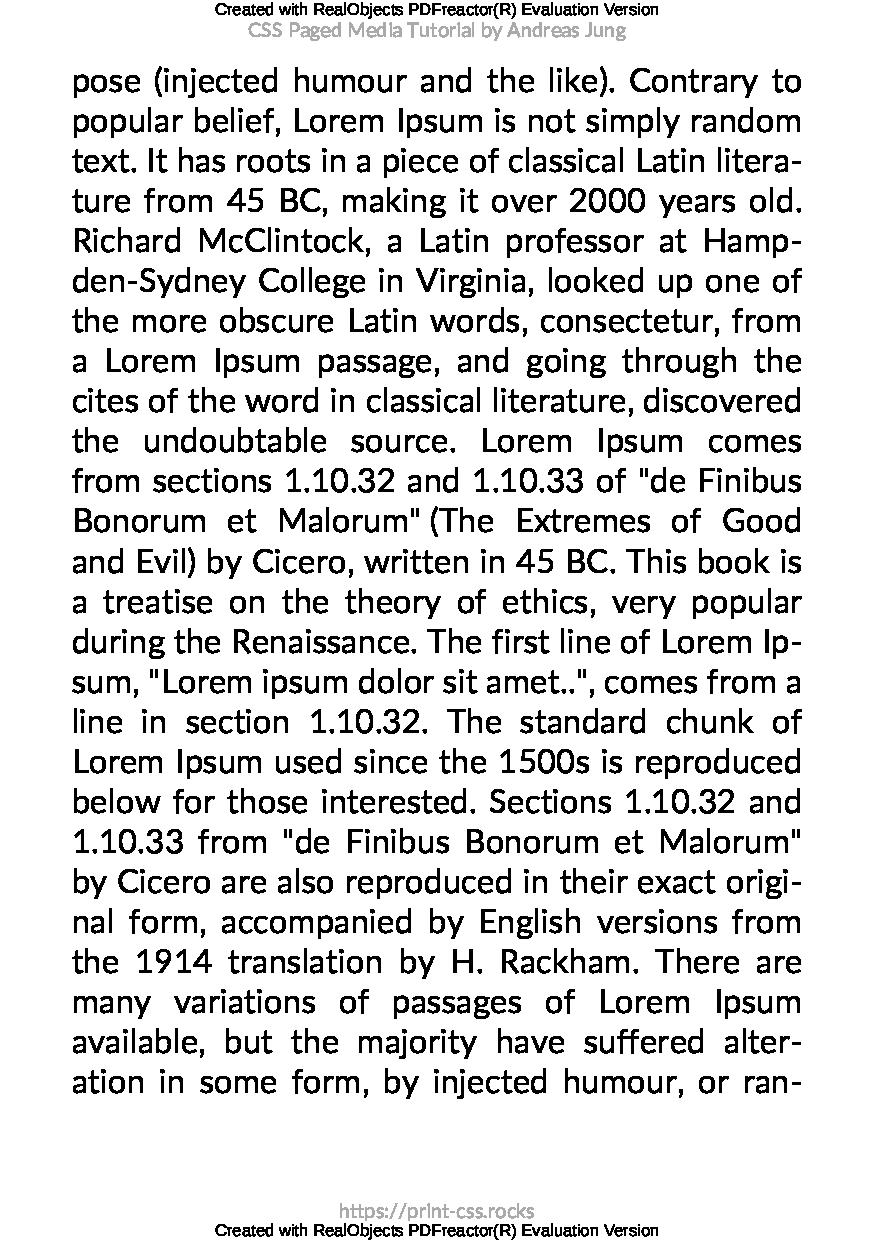 Created with RealObjects PDFreactor(R) Evaluation Version
CSS Paged Media Tutorial by Andreas Jung
pose (injected humour and the like). Contrary to
popular belief, Lorem Ipsum is not simply random
text. It has roots in a piece of classical Latin litera-
ture from 45 BC, making it over 2000 years old.
Richard McClintock, a Latin professor at Hamp-
den-Sydney College in Virginia, looked up one of
the more obscure Latin words, consectetur, from
a Lorem Ipsum passage, and going through the
cites of the word in classical literature, discovered
the undoubtable source. Lorem Ipsum comes
from sections 1.10.32 and 1.10.33 of "de Finibus
Bonorum et Malorum" (The Extremes of Good
and Evil) by Cicero, written in 45 BC. This book is
a treatise on the theory of ethics, very popular
during the Renaissance. The first line of Lorem Ip-
sum, "Lorem ipsum dolor sit amet..", comes from a
line in section 1.10.32. The standard chunk of
Lorem Ipsum used since the 1500s is reproduced
below for those interested. Sections 1.10.32 and
1.10.33 from "de Finibus Bonorum et Malorum"
by Cicero are also reproduced in their exact origi-
nal form, accompanied by English versions from
the 1914 translation by H. Rackham. There are
many variations of passages of Lorem Ipsum
available, but the majority have suffered alter-
ation in some form, by injected humour, or ran-
https://print-css.rocks
Created with RealObjects PDFreactor(R) Evaluation Version